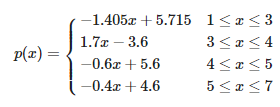 −1.405x + 5.715 1 ≤ x ≤ 3
1.7x − 3.6 3 ≤ x ≤ 4
p(x) = {
−0.6x + 5.6 4 ≤ x ≤ 5
−0.4x + 4.6 5 ≤ x ≤ 7